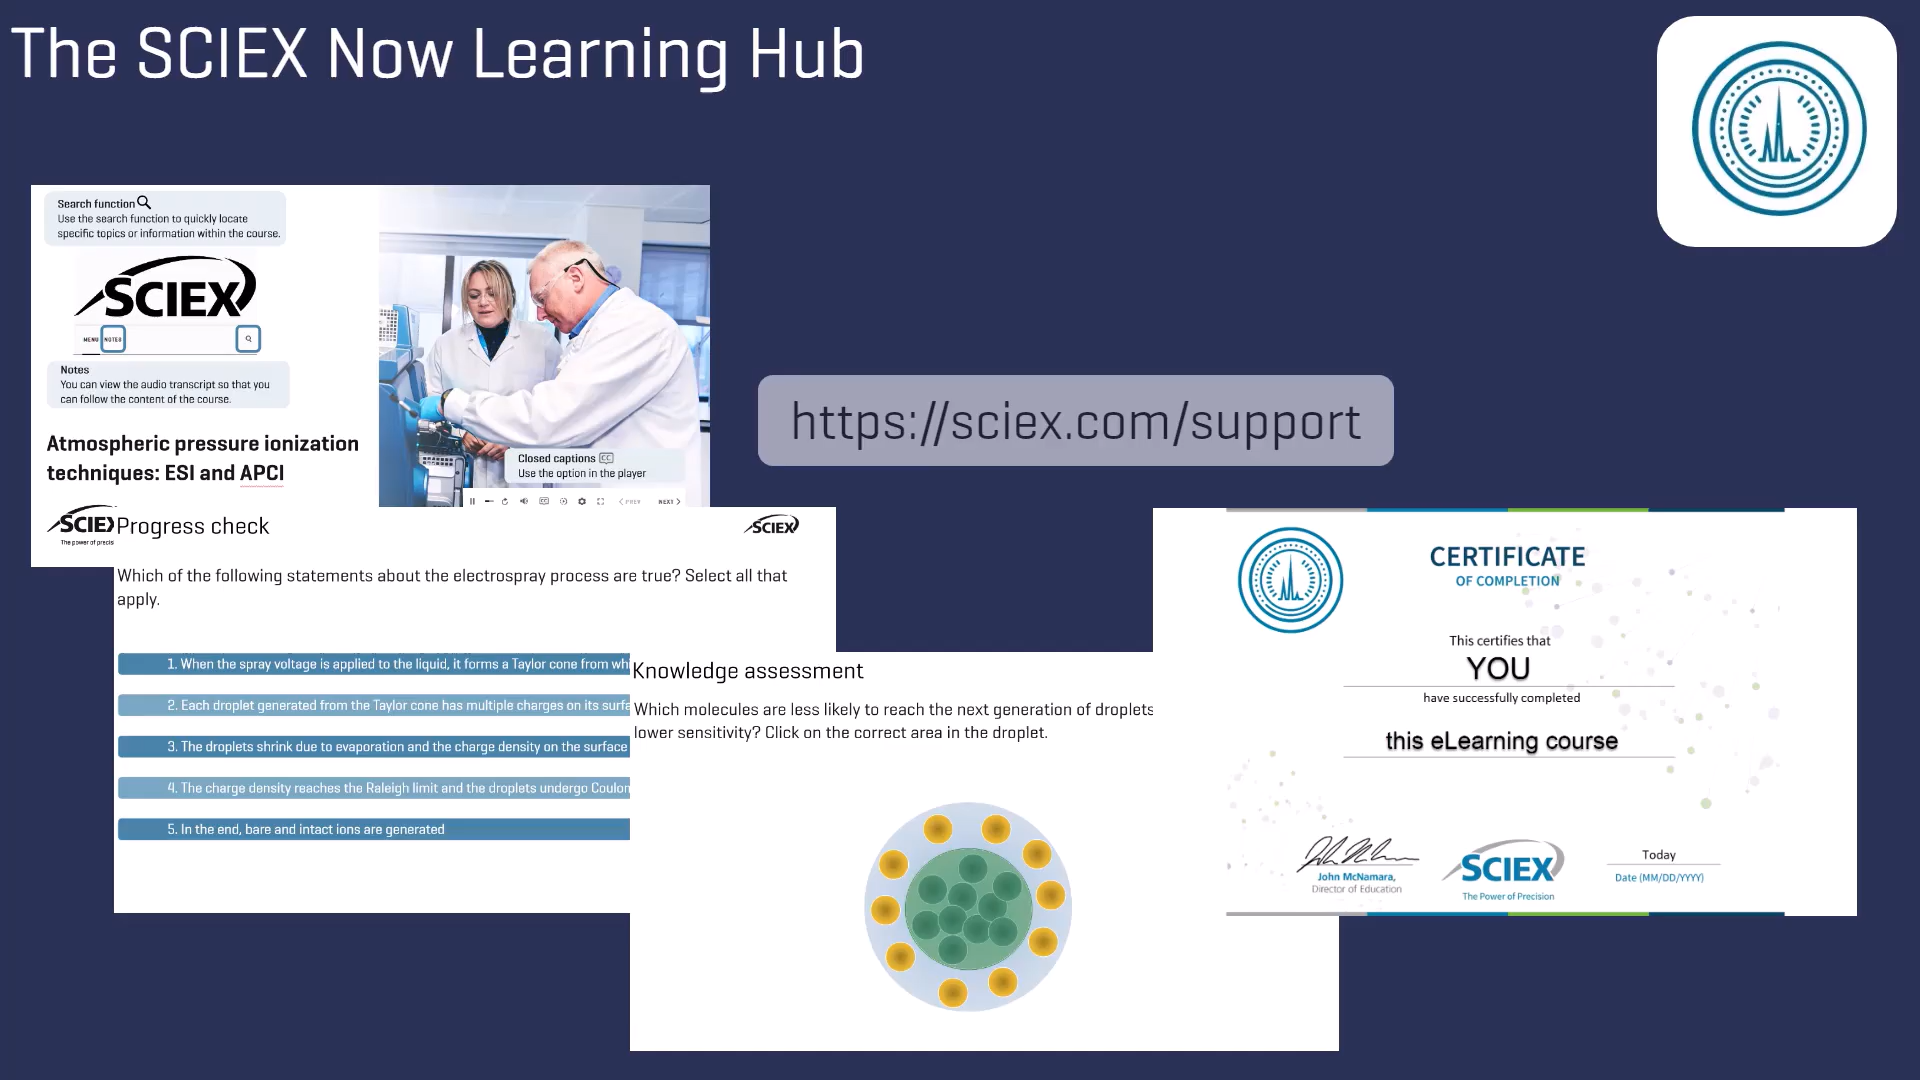 The SCIEX Now Learning Hub
Search function
Use the search function to quickly locate
specific topics or information within the course.
SCIEX
MENU NOTES
Notes
You can view the audio transcript so that you
can follow the content of the course.
Atmospheric pressure ionization
techniques: ESI and APCI
Closed captions CC
Use the option in the player
PREV NEXT
https://sciex.com/support
SCIEX
The power of precis
Progress check
SCIEX
Which of the following statements about the electrospray process are true? Select all that
apply.
1. When the spray voltage is applied to the liquid, it forms a Taylor cone from whi
2. Each droplet generated from the Taylor cone has multiple charges on its surfa
3. The droplets shrink due to evaporation and the charge density on the surface
4. The charge density reaches the Raleigh limit and the droplets undergo Coulon
5. In the end, bare and intact ions are generated
Knowledge assessment
Which molecules are less likely to reach the next generation of droplets
lower sensitivity? Click on the correct area in the droplet.
CERTIFICATE
OF COMPLETION
This certifies that
YOU
have successfully completed
this eLearning course
John McNamara,
Director of Education
SCIEX
The Power of Precision
Today
Date (MM/DD/YYYY)